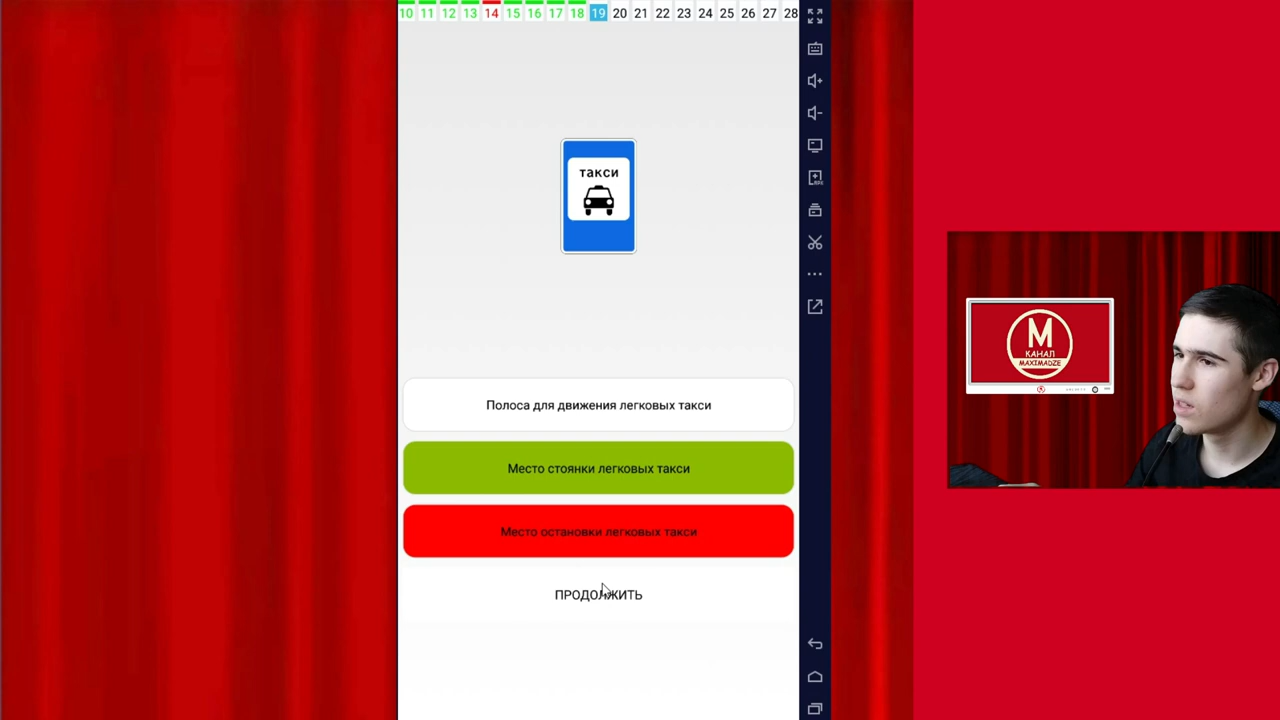 10 11 12 13 14 15 16 17 18 19 20 21 22 23 24 25 26 27 28
такси
Полоса для движения легковых такси
Место стоянки легковых такси
Место остановки легковых такси
ПРОДОЛЖИТЬ
М
КАНАЛ
MAXIMADZE